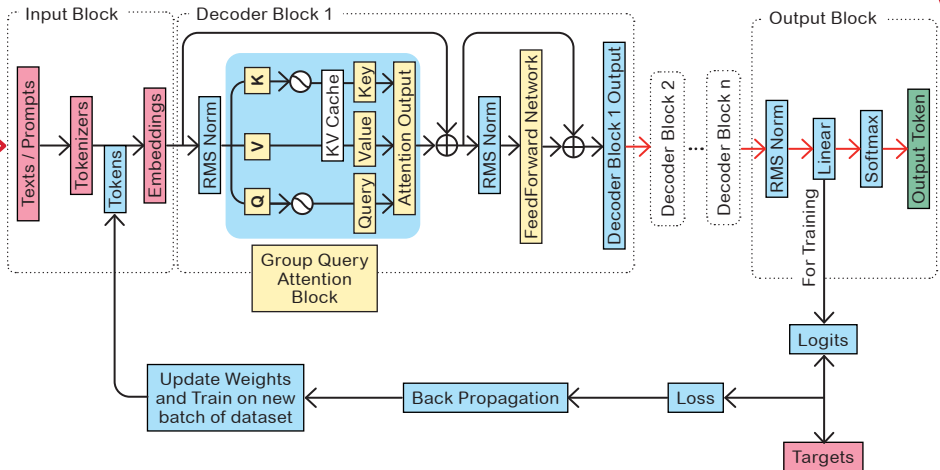 Input Block
Decoder Block 1
Output Block
Texts / Prompts
Tokenizers
Tokens
Embeddings
RMS Norm
K
V
Q
KV Cache
Key
Value
Query
Attention Output
RMS Norm
FeedForward Network
Decoder Block 1 Output
Decoder Block 2
...
Decoder Block n
RMS Norm
Linear
Softmax
Output Token
Group Query
Attention
Block
For Training
Logits
Update Weights
and Train on new
batch of dataset
Back Propagation
Loss
Targets